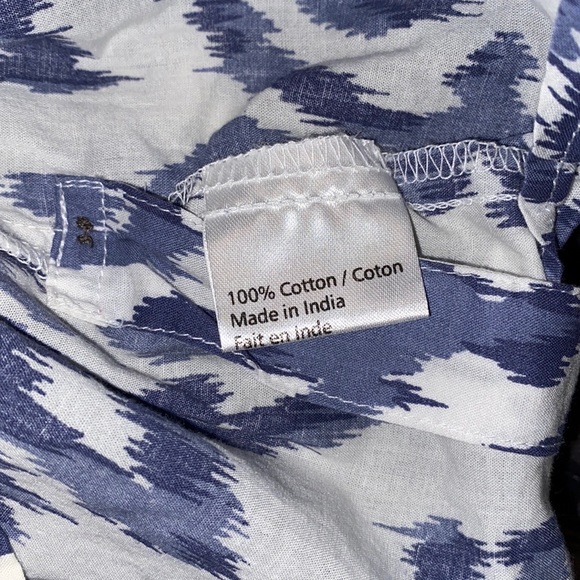 100% Cotton / Coton
Made in India
Fait en Inde